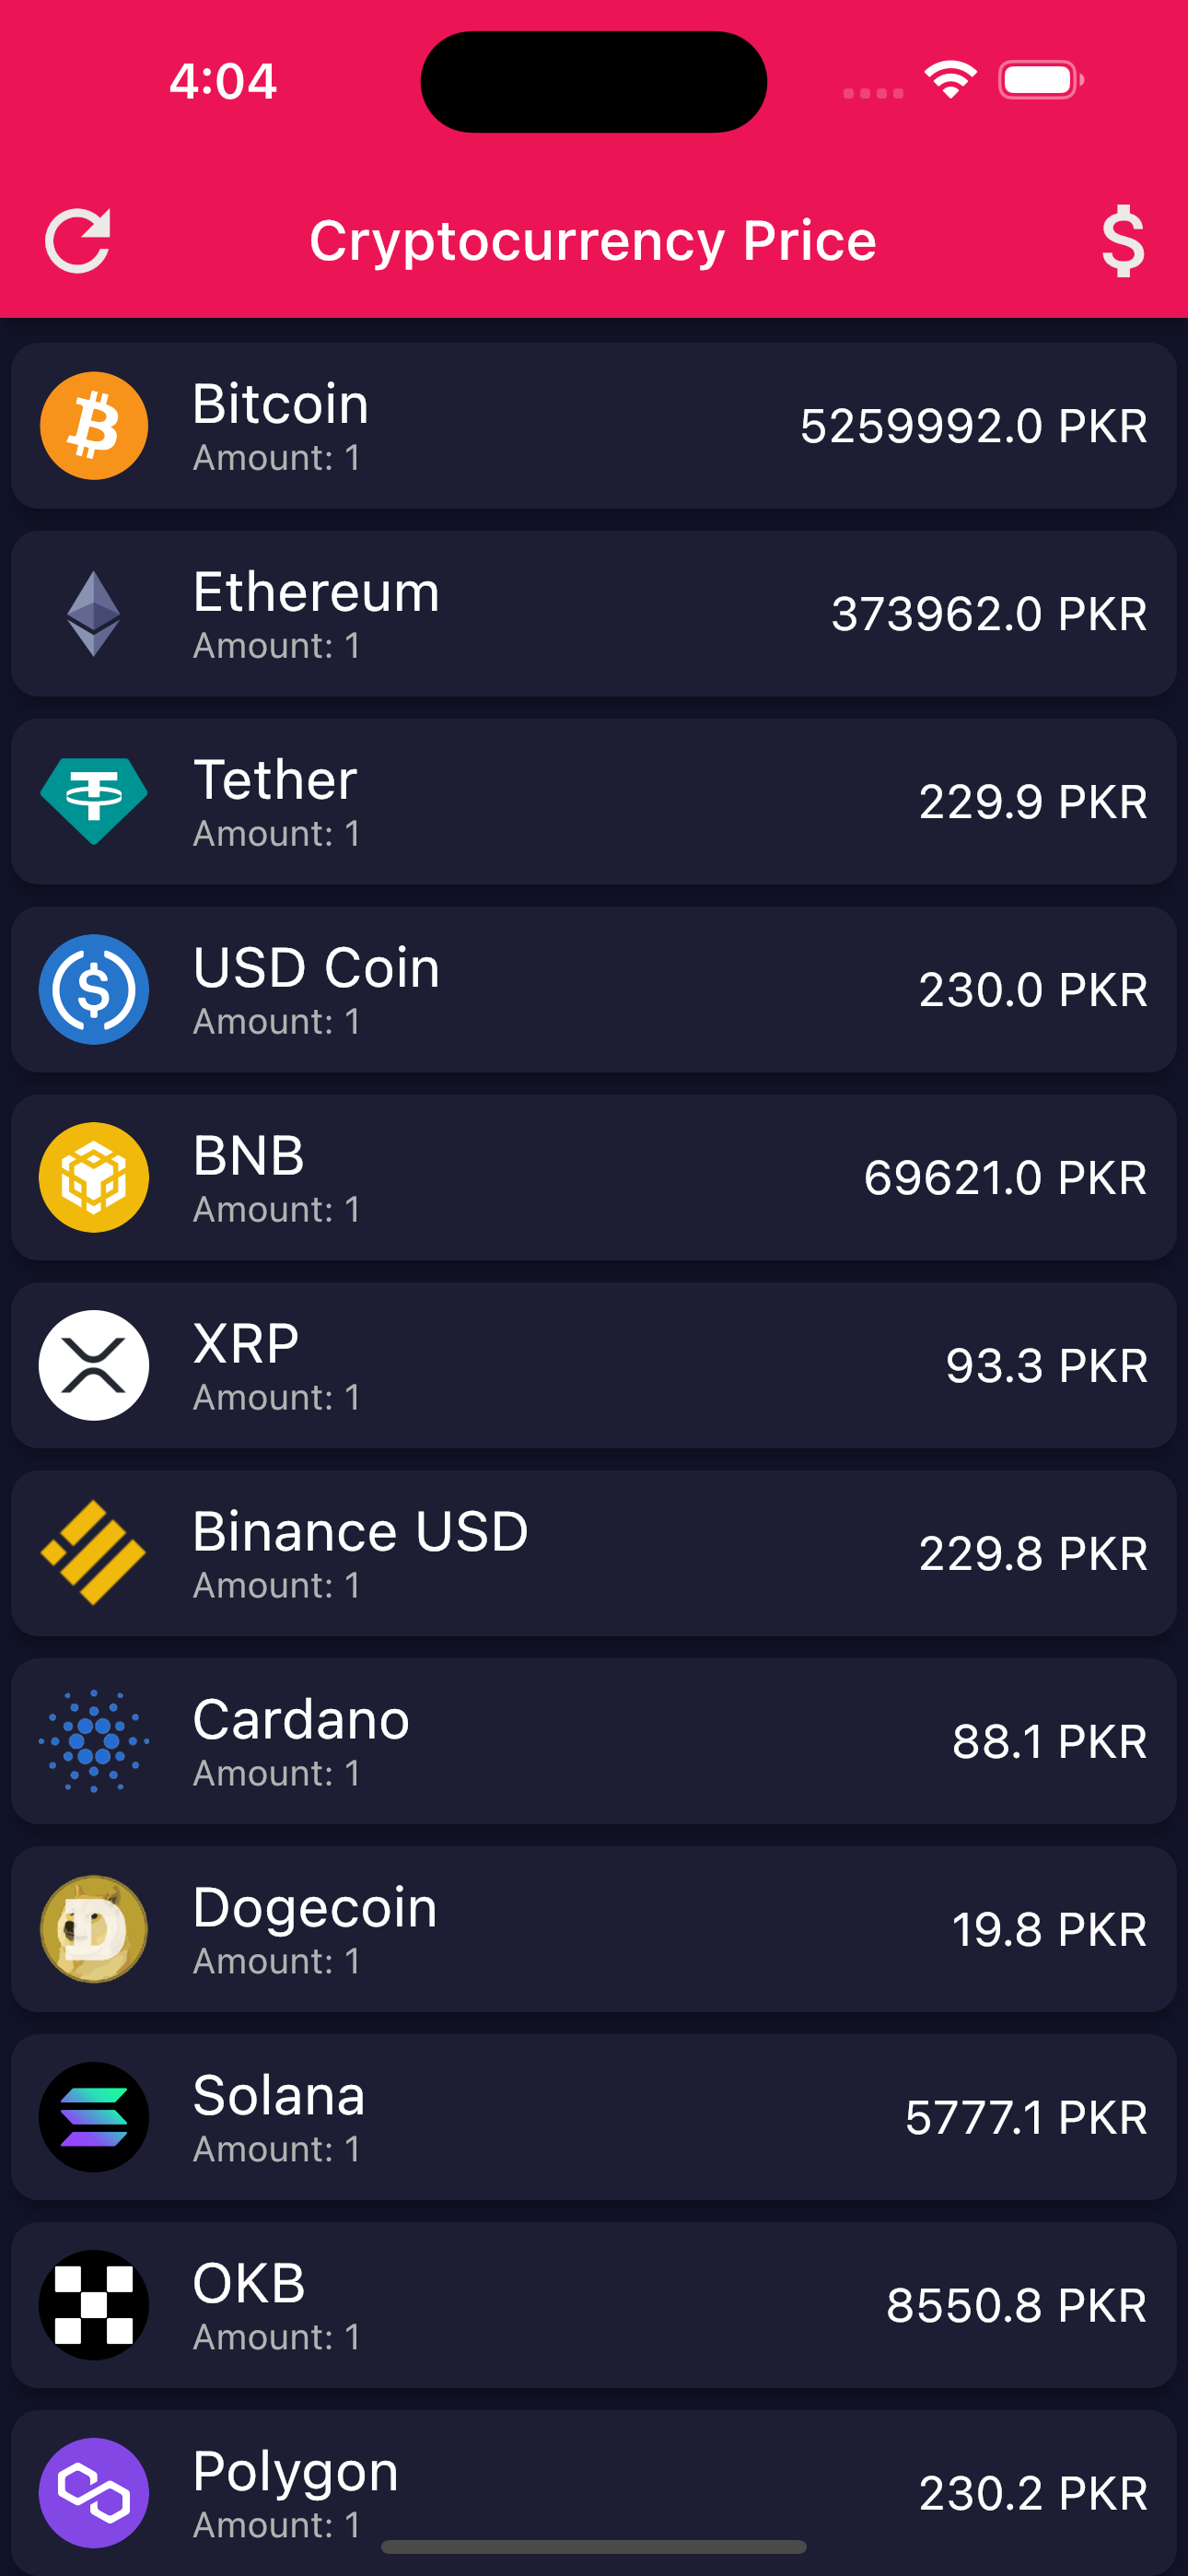 4:04
Cryptocurrency Price
Bitcoin
Amount: 1
5259992.0 PKR
Ethereum
Amount: 1
373962.0 PKR
Tether
Amount: 1
229.9 PKR
USD Coin
Amount: 1
230.0 PKR
BNB
Amount: 1
69621.0 PKR
XRP
Amount: 1
93.3 PKR
Binance USD
Amount: 1
229.8 PKR
Cardano
Amount: 1
88.1 PKR
Dogecoin
Amount: 1
19.8 PKR
Solana
Amount: 1
5777.1 PKR
OKB
Amount: 1
8550.8 PKR
Polygon
Amount: 1
230.2 PKR